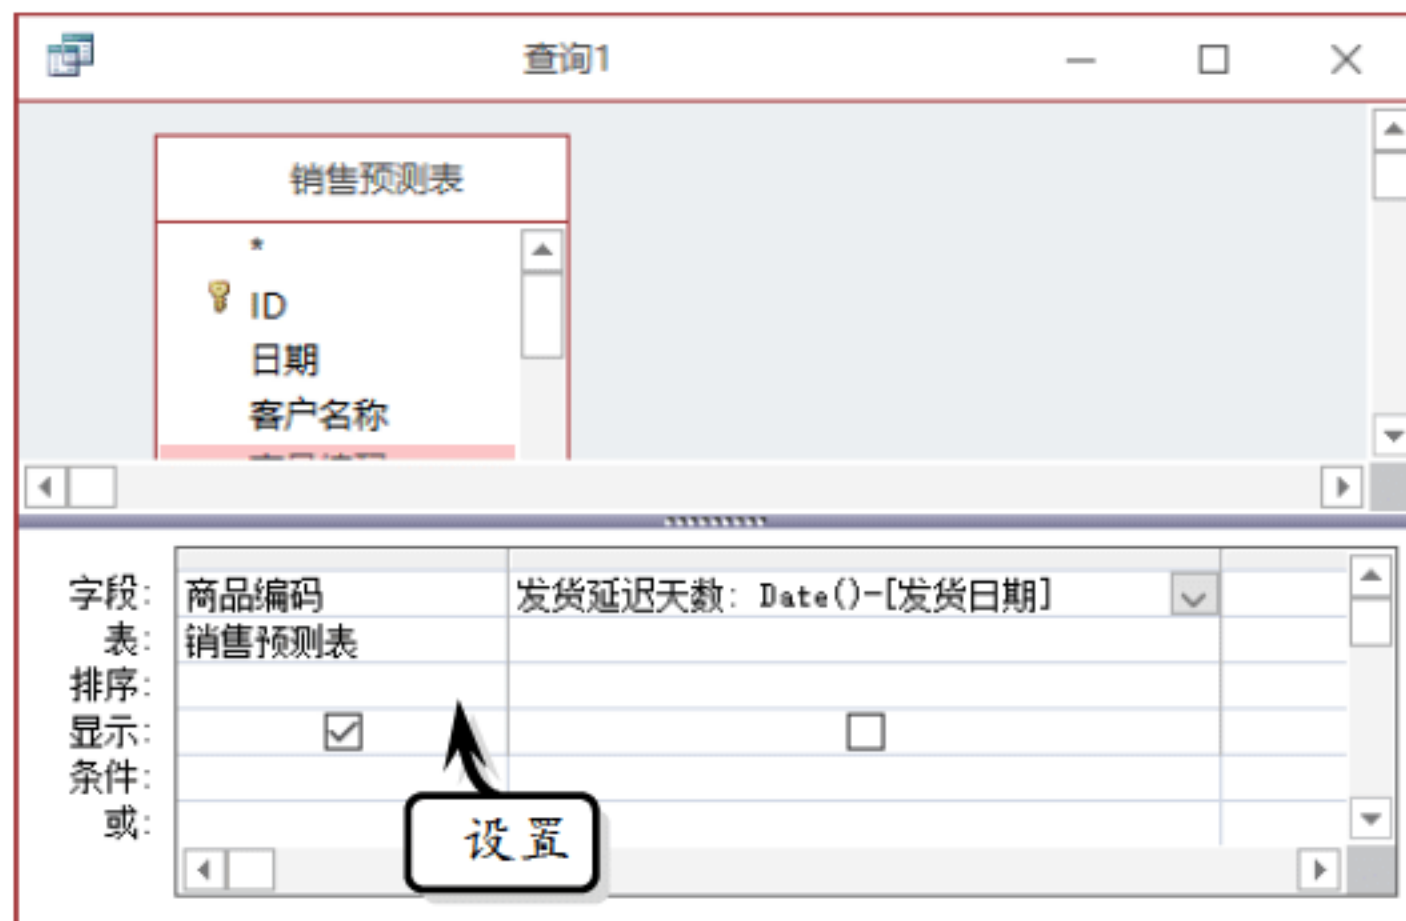 查询1
销售预测表
*
ID
日期
客户名称
字段: 商品编码 发货延迟天数: Date()-[发货日期]
表: 销售预测表
排序:
显示:
条件:
或:
设置